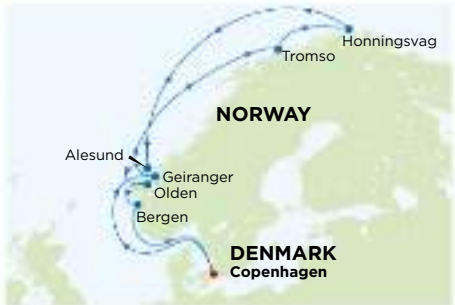 Honningsvag
Tromso
NORWAY
Alesund
Geiranger
Olden
Bergen
DENMARK
Copenhagen